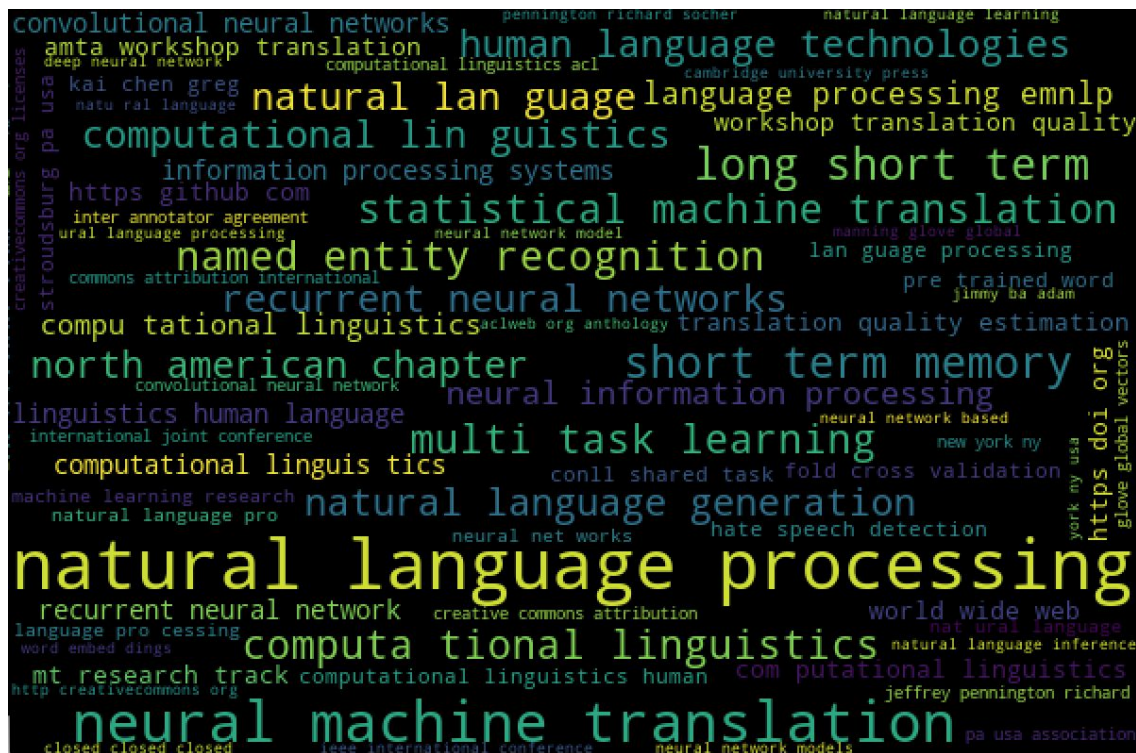 pennington richard socher
natural language learning
convolutional neural networks
amta workshop translation
human language technologies
deep neural network
computational linguistics acl
cambridge university press
kai chen greg
natu ral language
natural lan guage
language processing emnlp
computational lin guistics
workshop translation quality
information processing systems
long short term
https github com
inter annotator agreement
statistical machine translation
ural language processing
neural network model
manning glove global
named entity recognition
lan guage processing
commons attribution international
recurrent neural networks
pre trained word
jimmy ba adam
compu tational linguistics
aclweb org anthology
translation quality estimation
creativecommons org licenses
stroudsburg pa usa
north american chapter
short term memory
convolutional neural network
neural information processing
linguistics human language
neural network based
international joint conference
multi task learning
new york ny
computational linguis tics
conll shared task
fold cross validation
york ny usa
https doi org
glove global vectors
machine learning research
natural language generation
natural language pro
neural net works
hate speech detection
natural language processing
recurrent neural network
creative commons attribution
world wide web
language pro cessing
nat ural language
word embed dings
computa tional linguistics
natural language inference
mt research track
computational linguistics human
com putational linguistics
http creativecommons org
jeffrey pennington richard
neural machine translation
pa usa association
closed closed closed
ieee international conference
neural network models